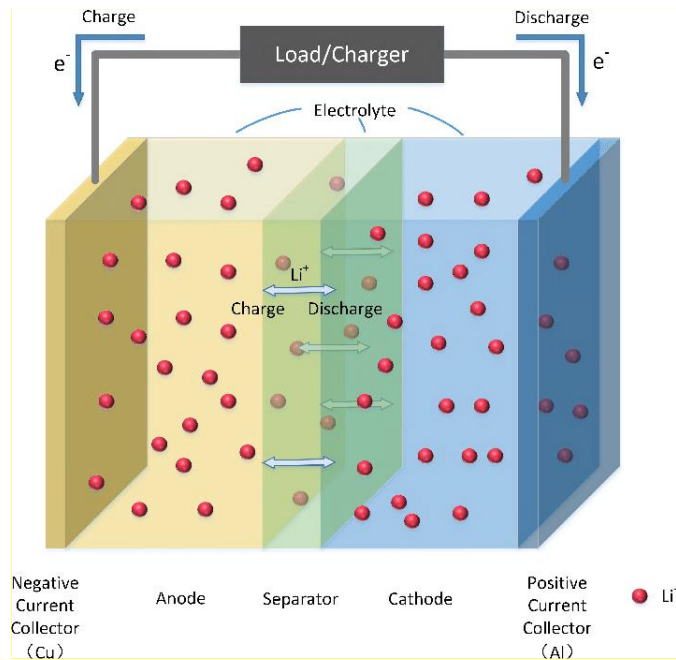 Charge
Discharge
e-
Load/Charger
e-
Electrolyte
Li+
Charge
Discharge
Negative
Current
Collector
（Cu）
Anode
Separator
Cathode
Positive
Current
Collector
（Al）
Li-